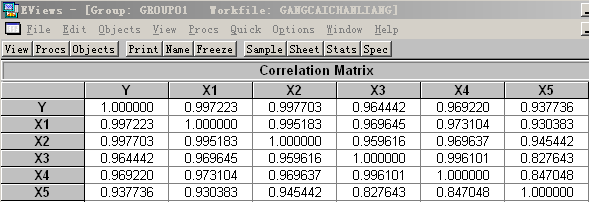 EViews - [Group: GROUP01 Workfile: GANGCAICHANLIANG]
File Edit Objects View Procs Quick Options Window Help
View Procs Objects Print Name Freeze Sample Sheet Stats Spec
Correlation Matrix
Y X1 X2 X3 X4 X5
Y 1.000000 0.997223 0.997703 0.964442 0.969220 0.937736
X1 0.997223 1.000000 0.995183 0.969645 0.973104 0.930383
X2 0.997703 0.995183 1.000000 0.959616 0.969637 0.945442
X3 0.964442 0.969645 0.959616 1.000000 0.996101 0.827643
X4 0.969220 0.973104 0.969637 0.996101 1.000000 0.847048
X5 0.937736 0.930383 0.945442 0.827643 0.847048 1.000000